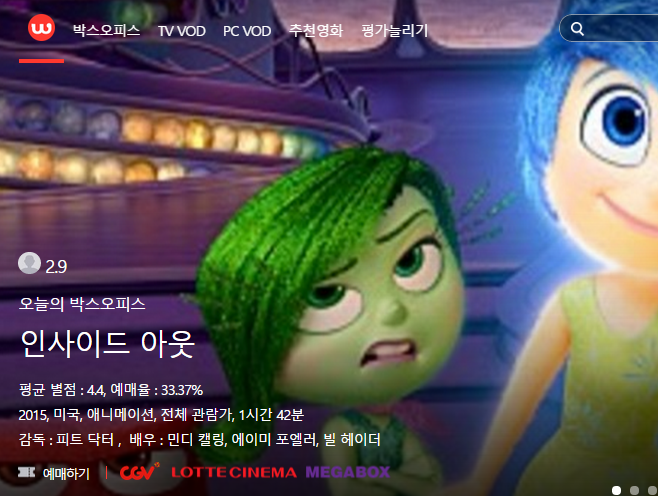 W 박스오피스 TV VOD PC VOD 추천영화 평가늘리기
2.9
오늘의 박스오피스
인사이드 아웃
평균 별점 : 4.4, 예매율 : 33.37%
2015, 미국, 애니메이션, 전체 관람가, 1시간 42분
감독 : 피트 닥터 , 배우 : 민디 캘링, 에이미 포엘러, 빌 헤이더
예매하기 | CGV LOTTE CINEMA MEGABOX